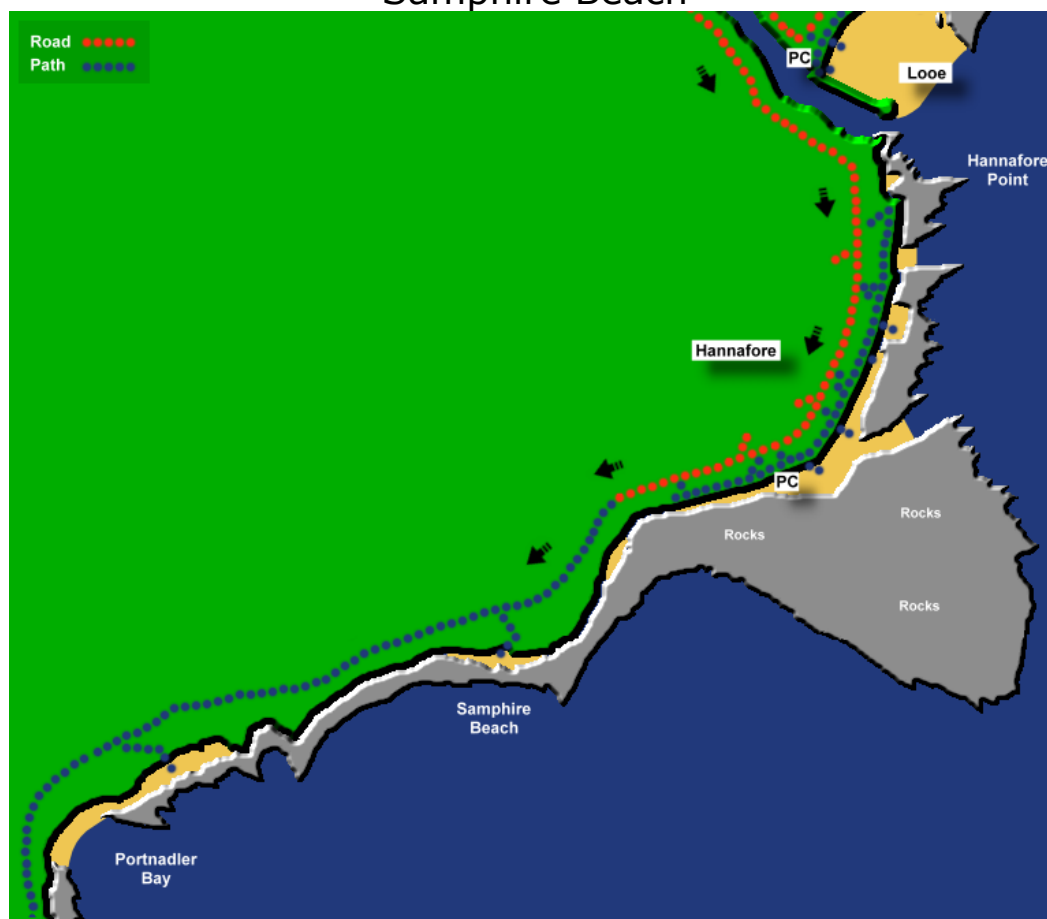 Samphire Beach
Road
Path
PC
Looe
Hannafore
Point
Hannafore
PC
Rocks
Rocks
Rocks
Samphire
Beach
Portnadler
Bay